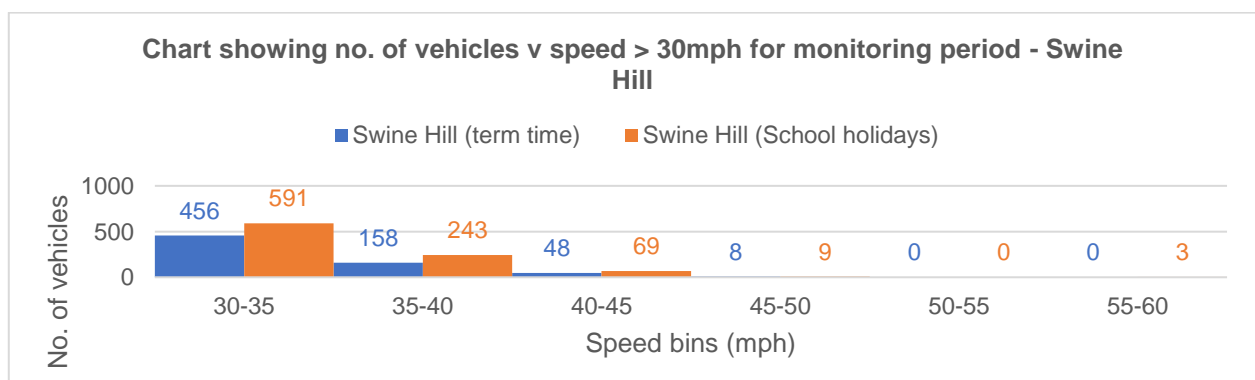 Chart showing no. of vehicles v speed > 30mph for monitoring period - Swine
Hill
Swine Hill (term time) Swine Hill (School holidays)
No. of vehicles
1000
500
0
456 591 158 243 48 69 8 9 0 0 0 3
30-35 35-40 40-45 45-50 50-55 55-60
Speed bins (mph)